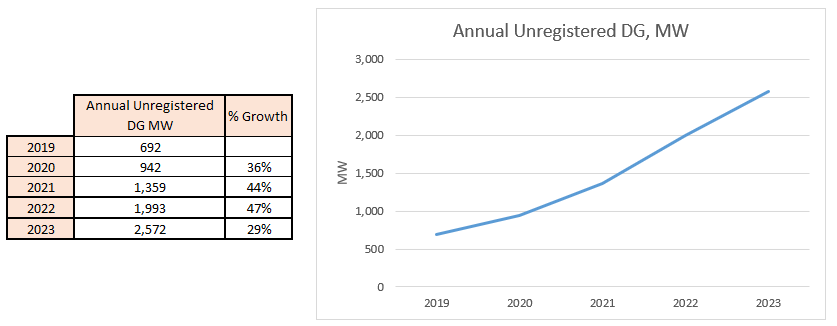 Annual Unregistered DG MW % Growth
2019 692
2020 942 36%
2021 1,359 44%
2022 1,993 47%
2023 2,572 29%
Annual Unregistered DG, MW
3,000
2,500
2,000
1,500
1,000
500
0
MW
2019 2020 2021 2022 2023